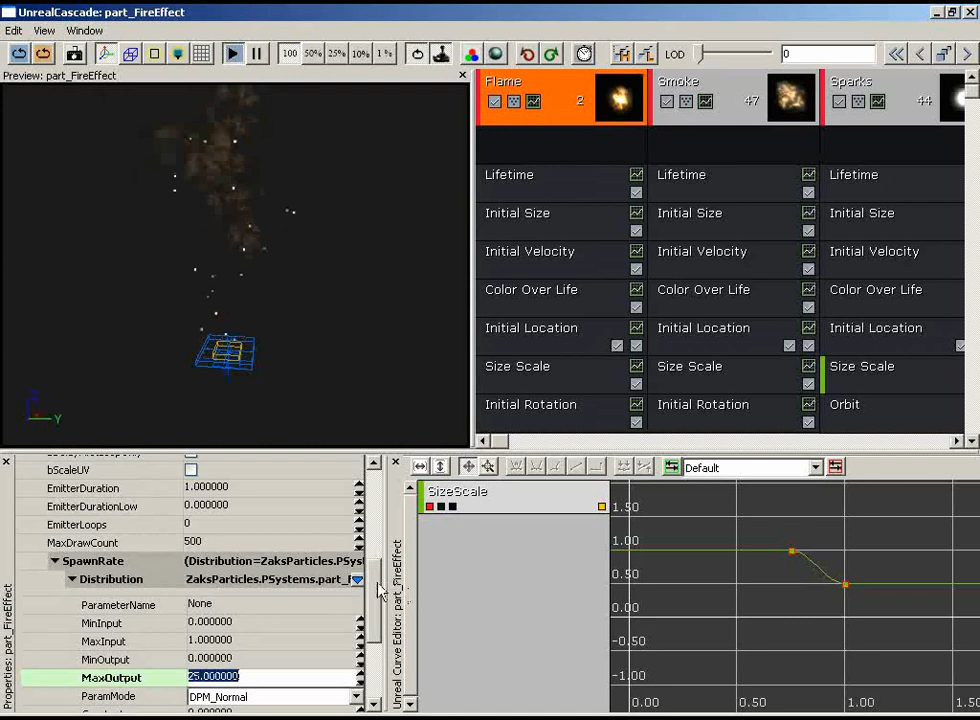 UnrealCascade: part_FireEffect
Edit View Window
100 50% 25% 10% 1% LOD 0
Preview: part_FireEffect
Flame Smoke Sparks
2 47 44
Lifetime Lifetime Lifetime
Initial Size Initial Size Initial Size
Initial Velocity Initial Velocity Initial Velocity
Color Over Life Color Over Life Color Over Life
Initial Location Initial Location Initial Location
Size Scale Size Scale Size Scale
Initial Rotation Initial Rotation Orbit
Y
bScaleUV
EmitterDuration 1.000000
EmitterDurationLow 0.000000
EmitterLoops 0
MaxDrawCount 500
SpawnRate (Distribution=ZaksParticles.PSys
Distribution ZaksParticles.PSystems.part_F
ParameterName None
MinInput 0.000000
MaxInput 1.000000
MinOutput 0.000000
MaxOutput 25.000000
ParamMode DPM_Normal
Properties: part_FireEffect
Unreal Curve Editor: part_FireEffect
Default
SizeScale
1.50
1.00
0.50
0.00
-0.50
-1.00
0.00 0.50 1.00 1.50